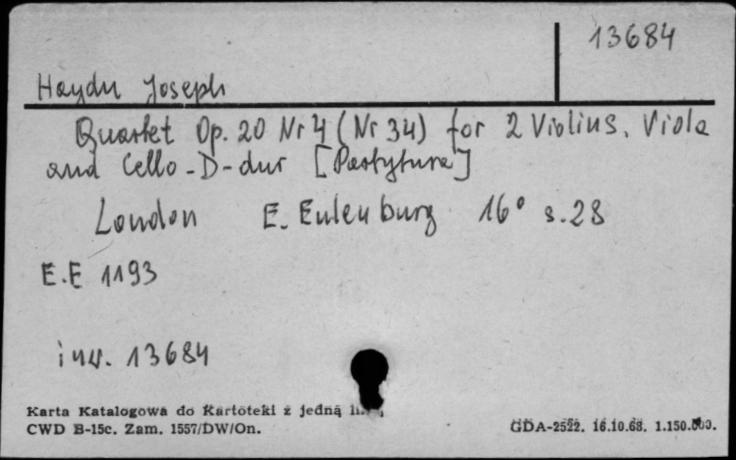 13684
Haydn Joseph
Quartet Op. 20 Nr 4 (Nr 34) for 2 Violins, Viola
and Cello - D-dur [Partytura]
London E. Eulenburg 16° s. 28
E.E 1193
inw. 13684
Karta Katalogowa do Kartoteki z jedną
CWD B-15c. Zam. 1557/DW/On.
GDA-2522. 16.10.68. 1.150.000.